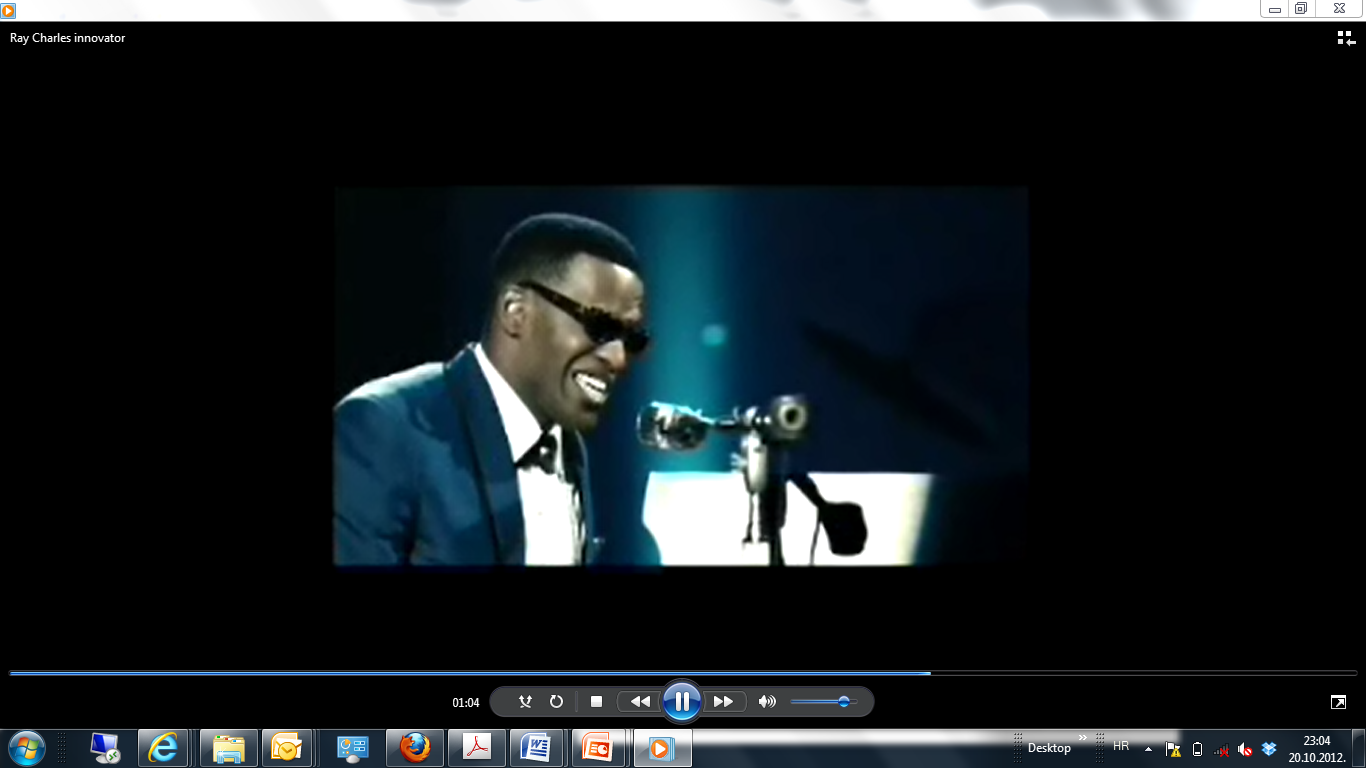 Ray Charles innovator
01:04
Desktop
»
HR
23:04
20.10.2012.